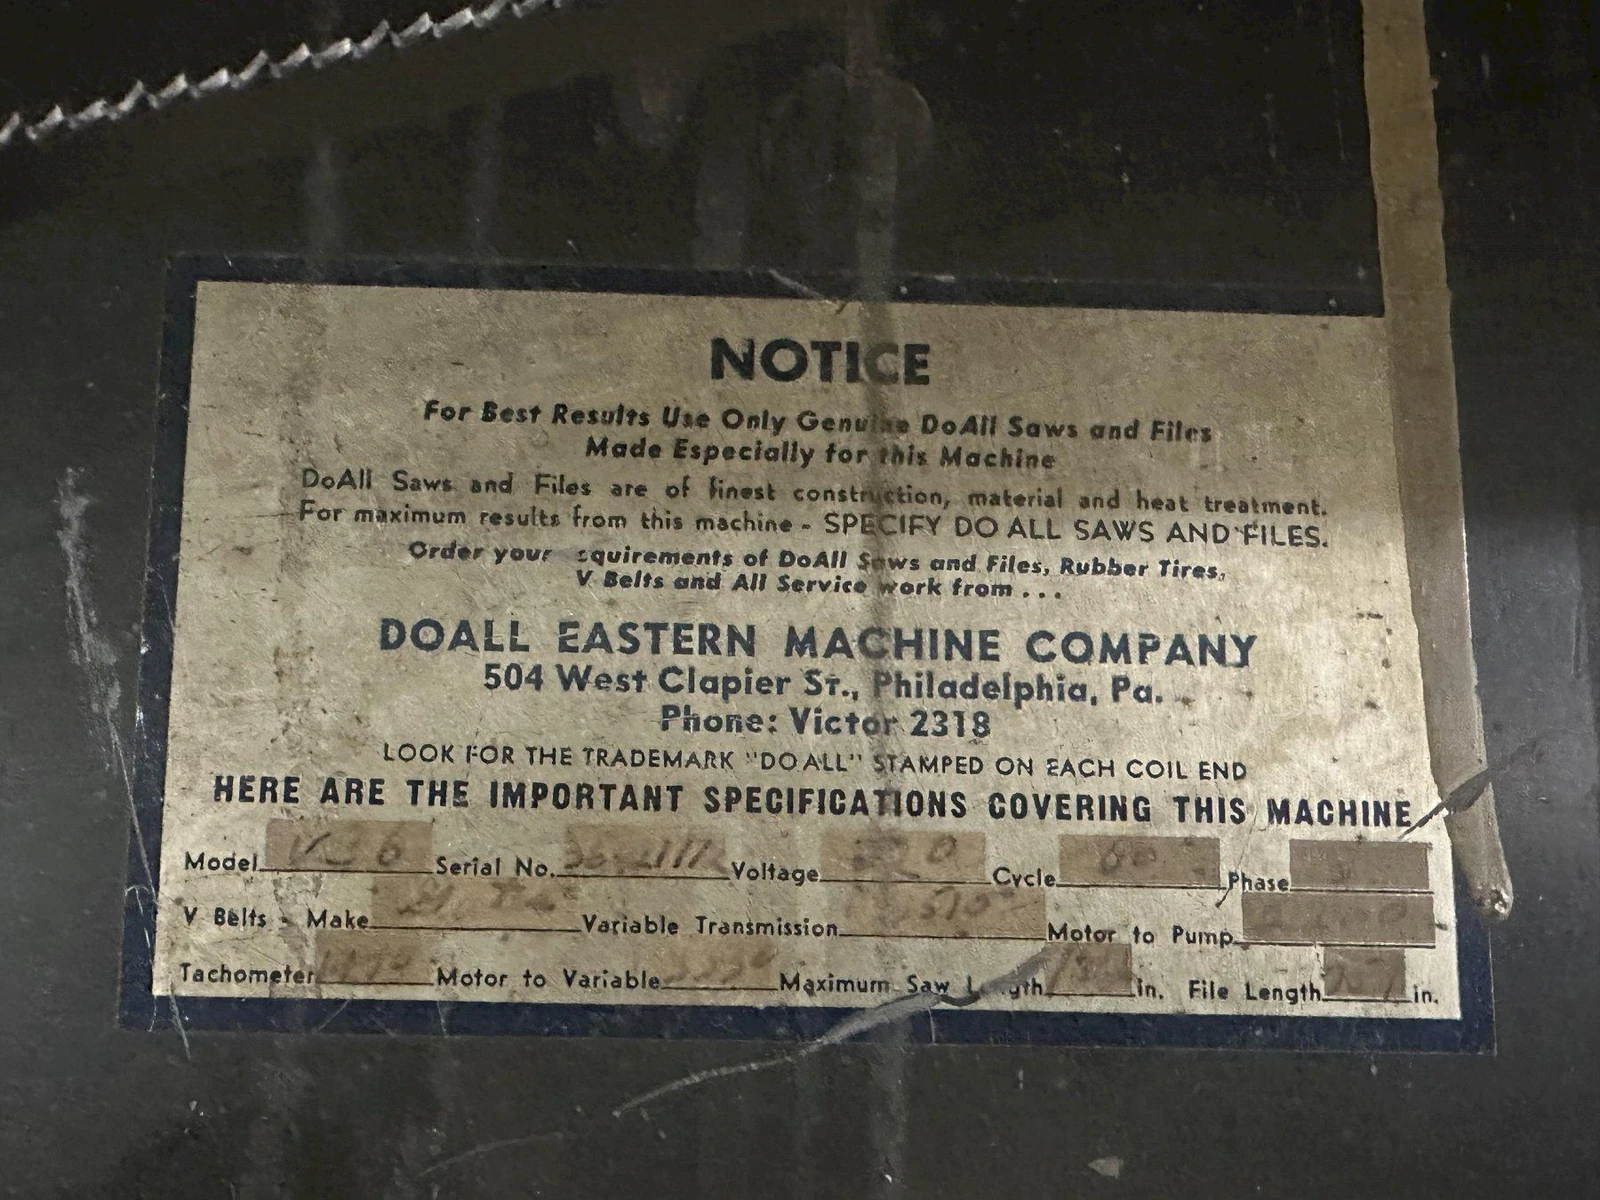 NOTICE
For Best Results Use Only Genuine DoAll Saws and Files
Made Especially for this Machine
DoAll Saws and Files are of finest construction, material and heat treatment.
For maximum results from this machine - SPECIFY DO ALL SAWS AND FILES.
Order your equirements of DoAll Saws and Files, Rubber Tires,
V Belts and All Service work from . . .
DOALL EASTERN MACHINE COMPANY
504 West Clapier St., Philadelphia, Pa.
Phone: Victor 2318
LOOK FOR THE TRADEMARK "DO ALL" STAMPED ON EACH COIL END
HERE ARE THE IMPORTANT SPECIFICATIONS COVERING THIS MACHINE
Model Serial No. Voltage Cycle 60 Phase
V Belts - Make Variable Transmission Motor to Pump
Tachometer Motor to Variable Maximum Saw Length in. File Length in.